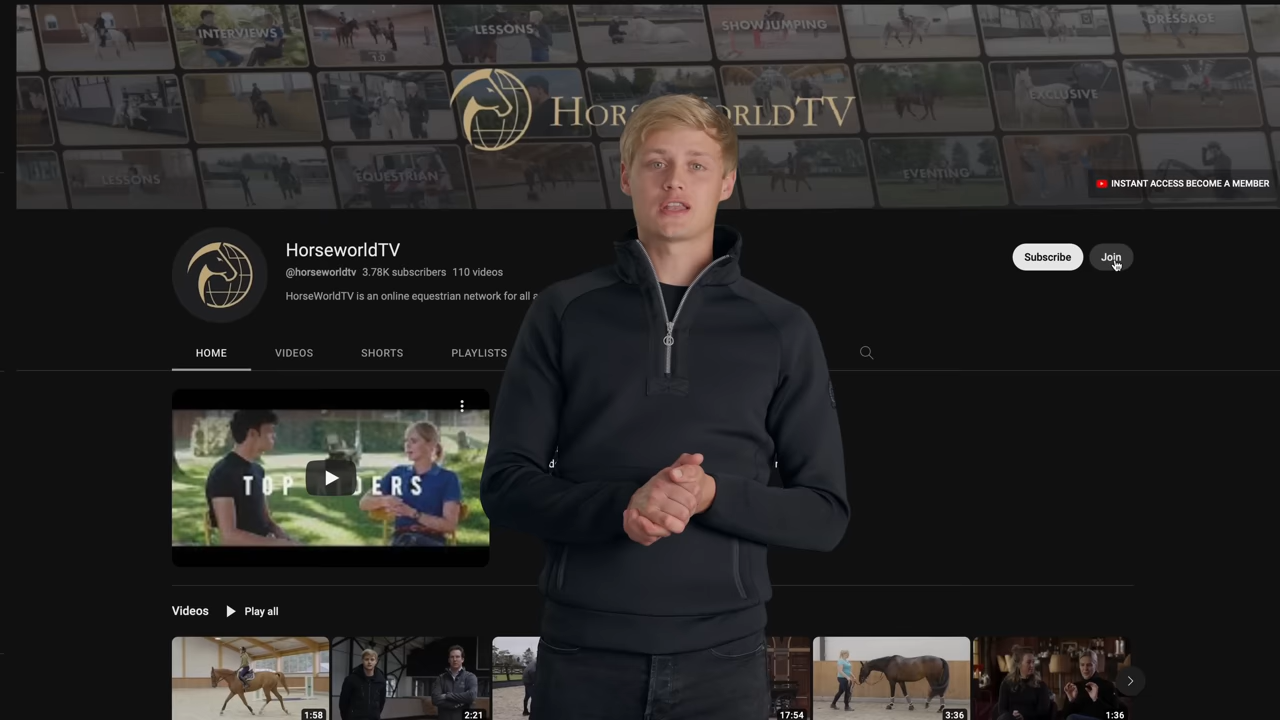 INTERVIEWS
LESSONS
SHOWJUMPING
DRESSAGE
EXCLUSIVE
LESSONS
EQUESTRIAN
EVENTING
INSTANT ACCESS BECOME A MEMBER
HorseworldTV
@horseworldtv 3.78K subscribers 110 videos
HorseWorldTV is an online equestrian network for all
Subscribe
Join
HOME
VIDEOS
SHORTS
PLAYLISTS
TOP
DERS
Videos
Play all
1:58
2:21
17:54
3:36
1:36